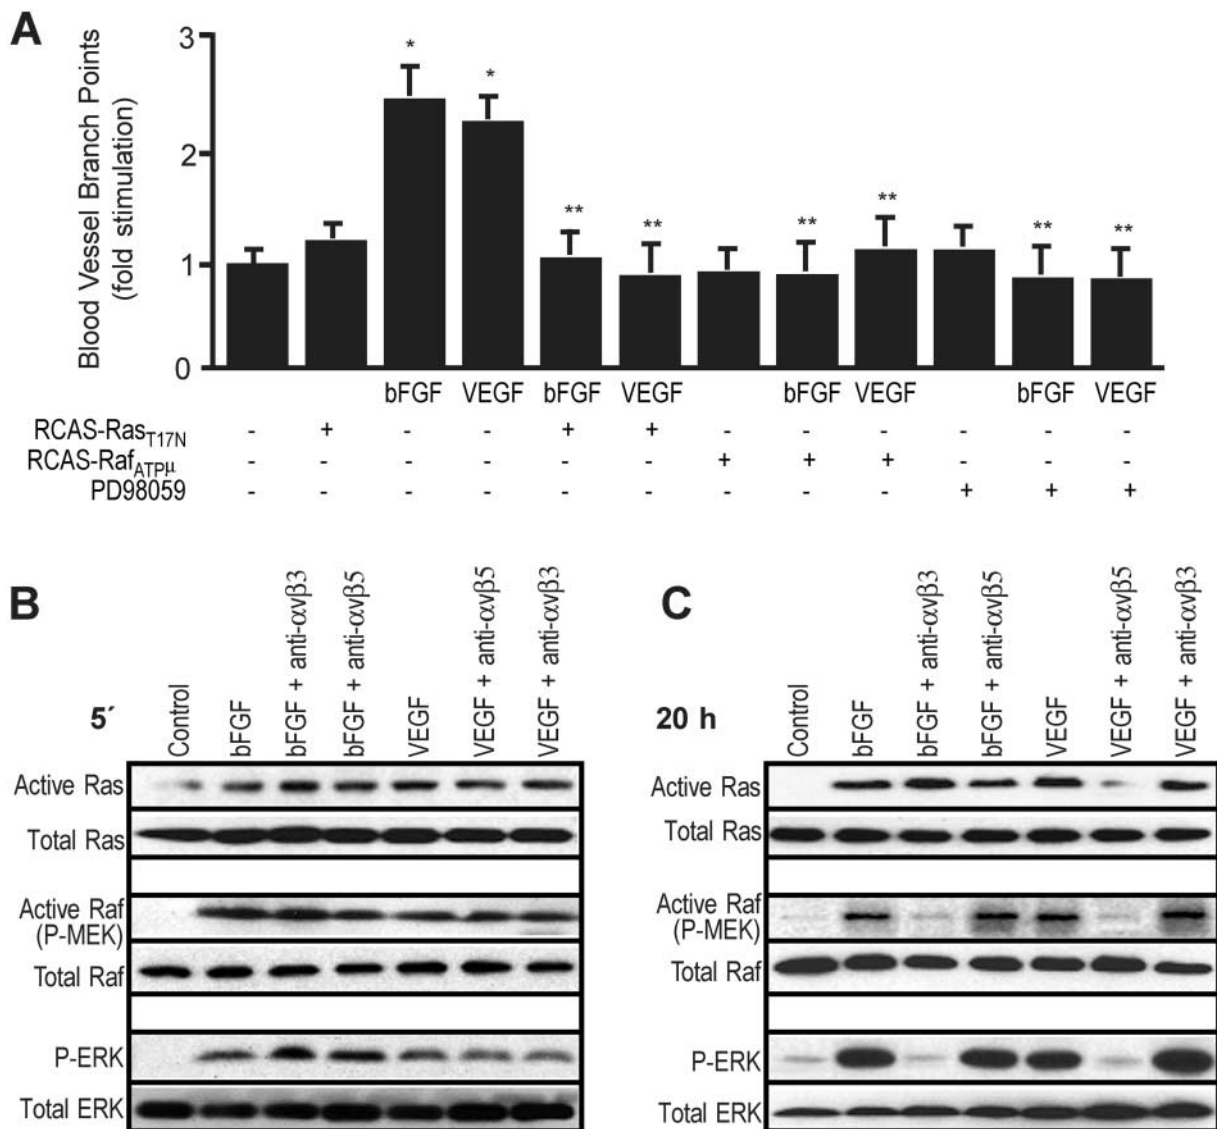 A
Blood Vessel Branch Points
(fold stimulation)
3
2
1
0
* * ** ** ** ** ** **
bFGF VEGF bFGF VEGF bFGF VEGF bFGF VEGF
RCAS-RasT17N - + - - + + - - - - - -
RCAS-RafATPμ - - - - - - + + + - - -
PD98059 - - - - - - - - - + + +
B
5´
Control
bFGF
bFGF + anti-αvβ3
bFGF + anti-αvβ5
VEGF
VEGF + anti-αvβ5
VEGF + anti-αvβ3
Active Ras
Total Ras
Active Raf
(P-MEK)
Total Raf
P-ERK
Total ERK
C
20 h
Control
bFGF
bFGF + anti-αvβ3
bFGF + anti-αvβ5
VEGF
VEGF + anti-αvβ5
VEGF + anti-αvβ3
Active Ras
Total Ras
Active Raf
(P-MEK)
Total Raf
P-ERK
Total ERK